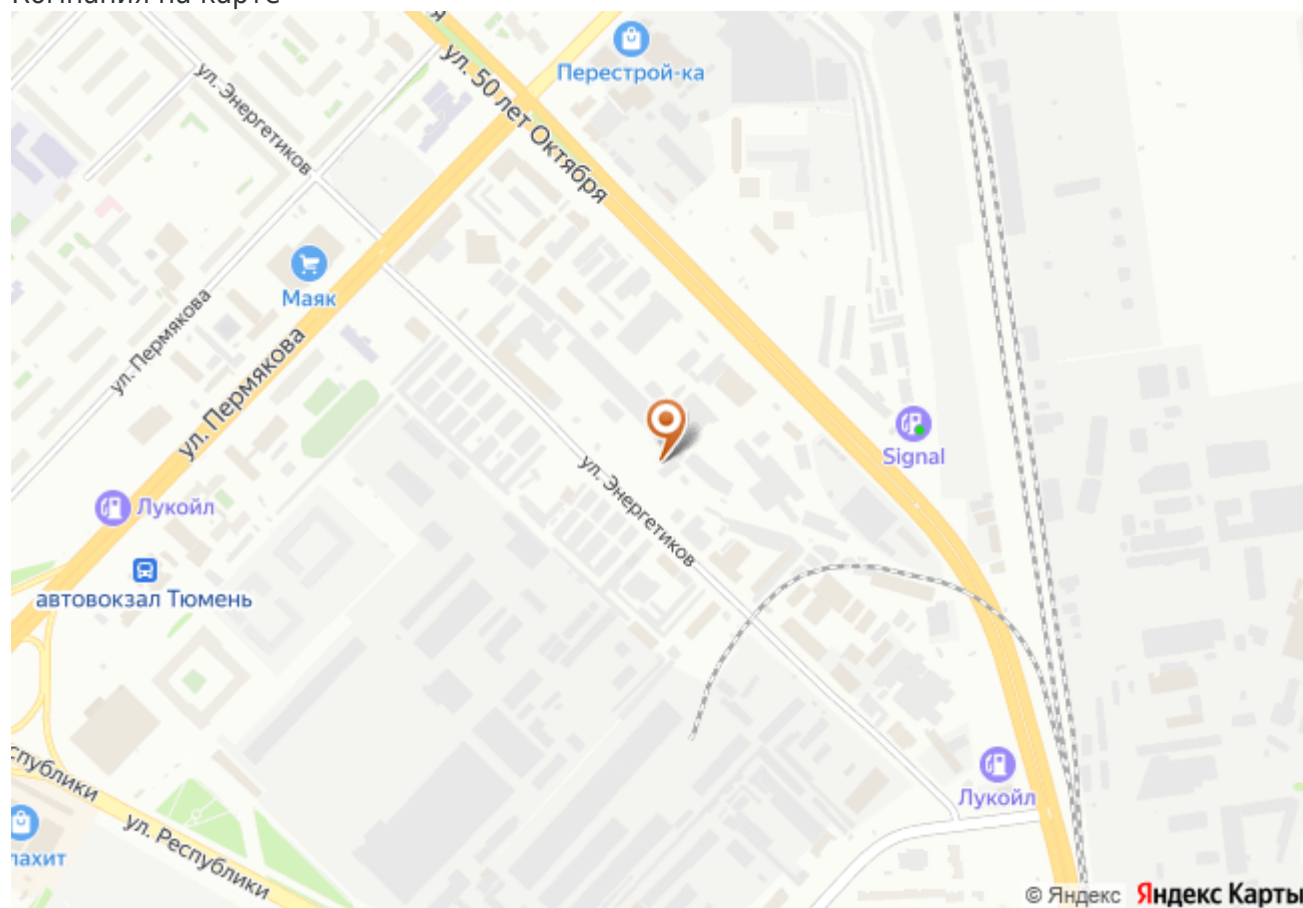 Компания на карте
ул. 50 лет Октября
Перестрой-ка
ул. Энергетиков
Маяк
ул. Пермякова
ул. Пермякова
Signal
ул. Энергетиков
Лукойл
автовокзал Тюмень
спублики
ул. Республики
Лукойл
лахит
© Яндекс Яндекс Карты